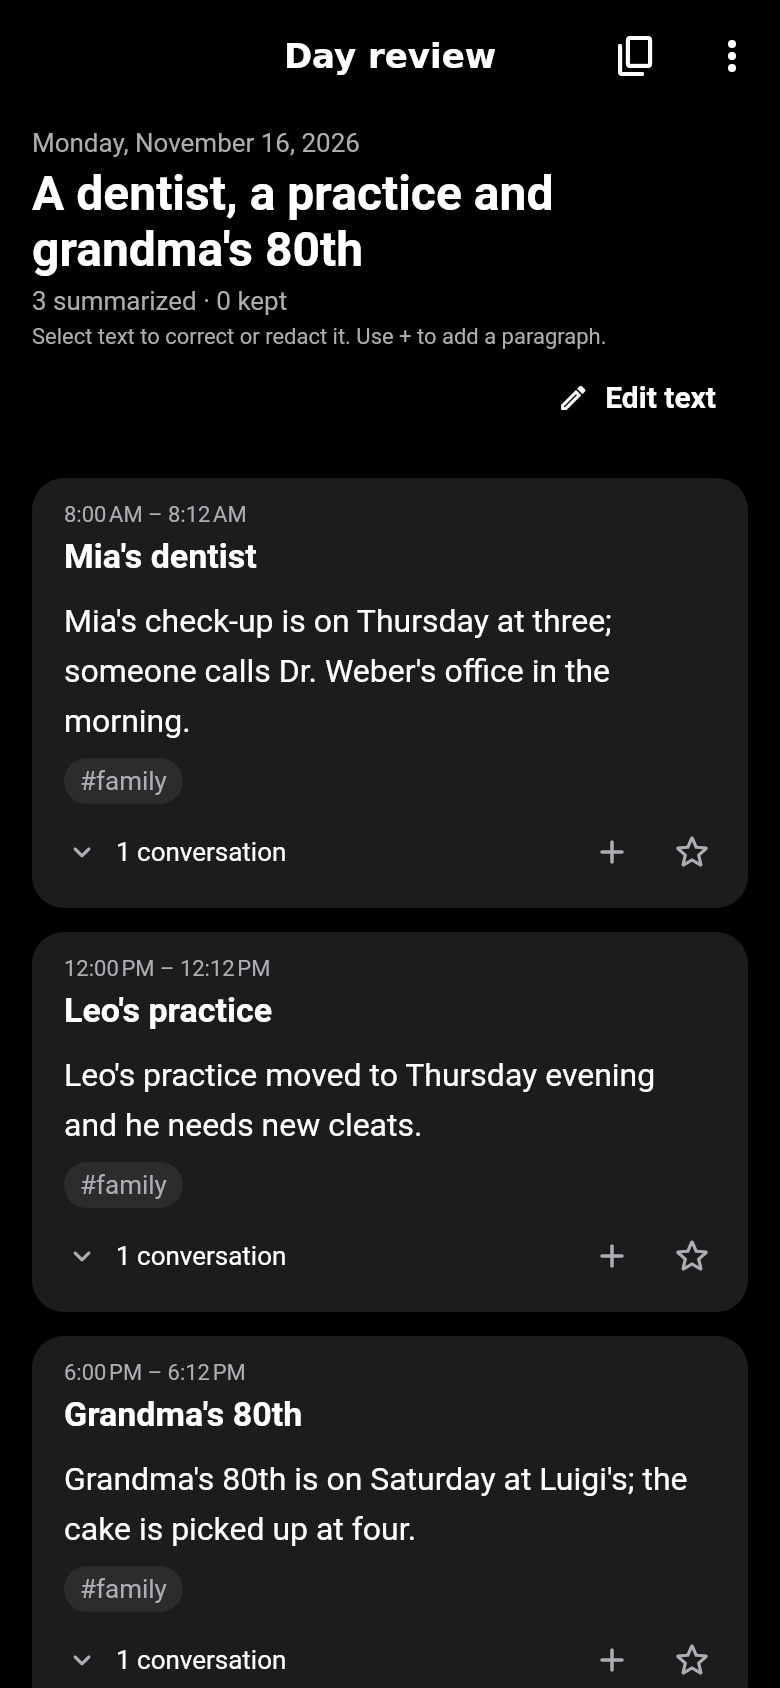 Day review
Monday, November 16, 2026
A dentist, a practice and
grandma's 80th
3 summarized · 0 kept
Select text to correct or redact it. Use + to add a paragraph.
Edit text
8:00 AM – 8:12 AM
Mia's dentist
Mia's check-up is on Thursday at three;
someone calls Dr. Weber's office in the
morning.
#family
1 conversation
12:00 PM – 12:12 PM
Leo's practice
Leo's practice moved to Thursday evening
and he needs new cleats.
#family
1 conversation
6:00 PM – 6:12 PM
Grandma's 80th
Grandma's 80th is on Saturday at Luigi's; the
cake is picked up at four.
#family
1 conversation